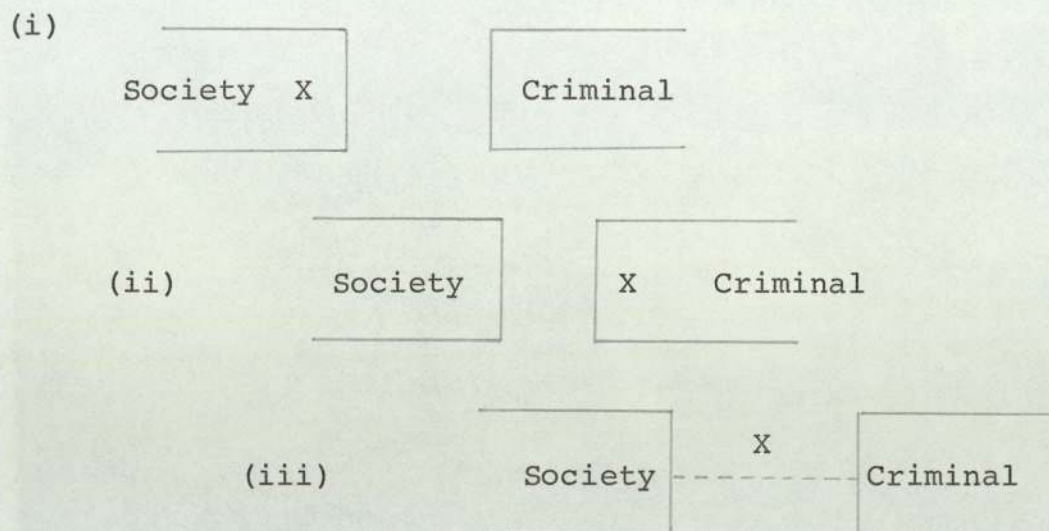 (i)
Society X Criminal
(ii) Society X Criminal
X
(iii) Society Criminal